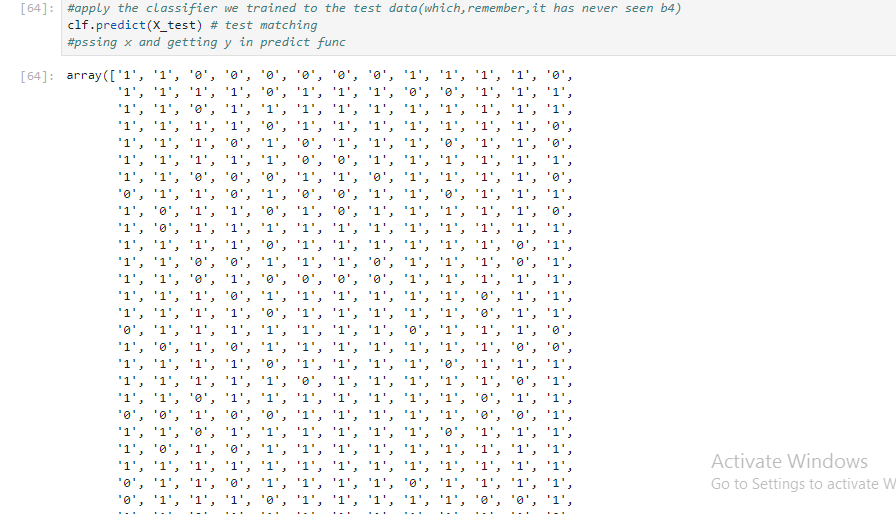 [64]: #apply the classifier we trained to the test data(which,remember,it has never seen b4)
clf.predict(X_test) # test matching
#pssing x and getting y in predict func
[64]: array(['1', '1', '0', '0', '0', '0', '0', '0', '1', '1', '1', '1', '0',
'1', '1', '1', '1', '0', '1', '1', '1', '0', '0', '1', '1', '1',
'1', '1', '0', '1', '1', '1', '1', '1', '1', '1', '1', '1', '1',
'1', '1', '1', '1', '0', '1', '1', '1', '1', '1', '1', '1', '0',
'1', '1', '1', '0', '1', '0', '1', '1', '1', '0', '1', '1', '0',
'1', '1', '1', '1', '1', '0', '0', '1', '1', '1', '1', '1', '1',
'1', '1', '0', '0', '0', '1', '1', '0', '1', '1', '1', '1', '0',
'0', '1', '1', '0', '1', '0', '0', '1', '1', '0', '1', '1', '1',
'1', '0', '1', '1', '0', '1', '0', '1', '1', '1', '1', '1', '0',
'1', '0', '1', '1', '1', '1', '1', '1', '1', '1', '1', '1', '1',
'1', '1', '1', '1', '0', '1', '1', '1', '1', '1', '1', '0', '1',
'1', '1', '0', '0', '1', '1', '1', '0', '1', '1', '1', '0', '1',
'1', '1', '0', '1', '0', '0', '0', '0', '1', '1', '1', '1', '1',
'1', '1', '1', '0', '1', '1', '1', '1', '1', '1', '0', '1', '1',
'1', '1', '1', '1', '0', '1', '1', '1', '1', '1', '0', '1', '1',
'0', '1', '1', '1', '1', '1', '1', '1', '0', '1', '1', '1', '0',
'1', '0', '1', '0', '1', '1', '1', '1', '1', '1', '1', '0', '0',
'1', '1', '1', '1', '0', '1', '1', '1', '1', '0', '1', '1', '1',
'1', '1', '1', '1', '1', '0', '1', '1', '1', '1', '1', '0', '1',
'1', '1', '0', '1', '1', '1', '1', '1', '1', '1', '0', '1', '1',
'0', '0', '1', '0', '0', '1', '1', '1', '1', '1', '0', '0', '1',
'1', '1', '0', '1', '1', '1', '1', '1', '1', '0', '1', '1', '1',
'1', '0', '1', '0', '1', '1', '1', '1', '1', '1', '1', '1', '1',
'1', '1', '1', '1', '1', '1', '1', '1', '1', '1', '1', '1', '1',
'0', '1', '1', '0', '1', '1', '1', '1', '0', '1', '1', '1', '1',
'0', '1', '1', '1', '0', '1', '1', '1', '1', '1', '0', '0', '1',
Activate Windows
Go to Settings to activate W